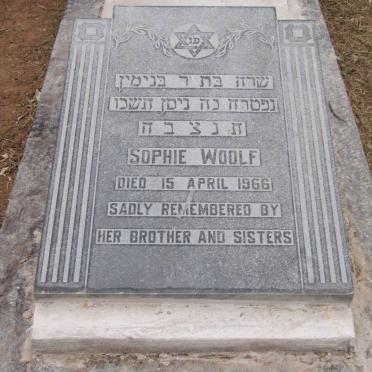 פנ
שרה בת ר בנימין
נפטרה כה ניסן תשכו
ת נ צ ב ה
SOPHIE WOOLF
DIED 15 APRIL 1966
SADLY REMEMBERED BY
HER BROTHER AND SISTERS